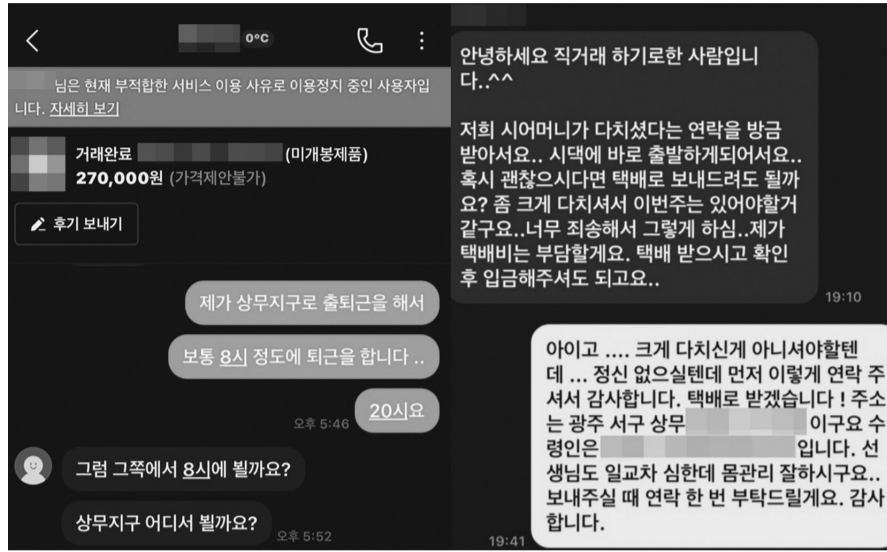 0°C
님은 현재 부적합한 서비스 이용 사유로 이용정지 중인 사용자입
니다. 자세히 보기
거래완료 (미개봉제품)
270,000원 (가격제안불가)
후기 보내기
제가 상무지구로 출퇴근을 해서
보통 8시 정도에 퇴근을 합니다 ..
20시요
오후 5:46
그럼 그쪽에서 8시에 뵐까요?
상무지구 어디서 뵐까요?
오후 5:52
안녕하세요 직거래 하기로한 사람입니
다..^^
저희 시어머니가 다치셨다는 연락을 방금
받아서요.. 시댁에 바로 출발하게되어서요..
혹시 괜찮으시다면 택배로 보내드려도 될까
요? 좀 크게 다치셔서 이번주는 있어야할거
같구요..너무 죄송해서 그렇게 하심..제가
택배비는 부담할게요. 택배 받으시고 확인
후 입금해주셔도 되고요..
19:10
아이고 .... 크게 다치신게 아니셔야할텐
데 ... 정신 없으실텐데 먼저 이렇게 연락 주
셔서 감사합니다. 택배로 받겠습니다 ! 주소
는 광주 서구 상무 이구요 수
령인은 입니다. 선
생님도 일교차 심한데 몸관리 잘하시구요..
보내주실 때 연락 한 번 부탁드릴게요. 감사
합니다.
19:41